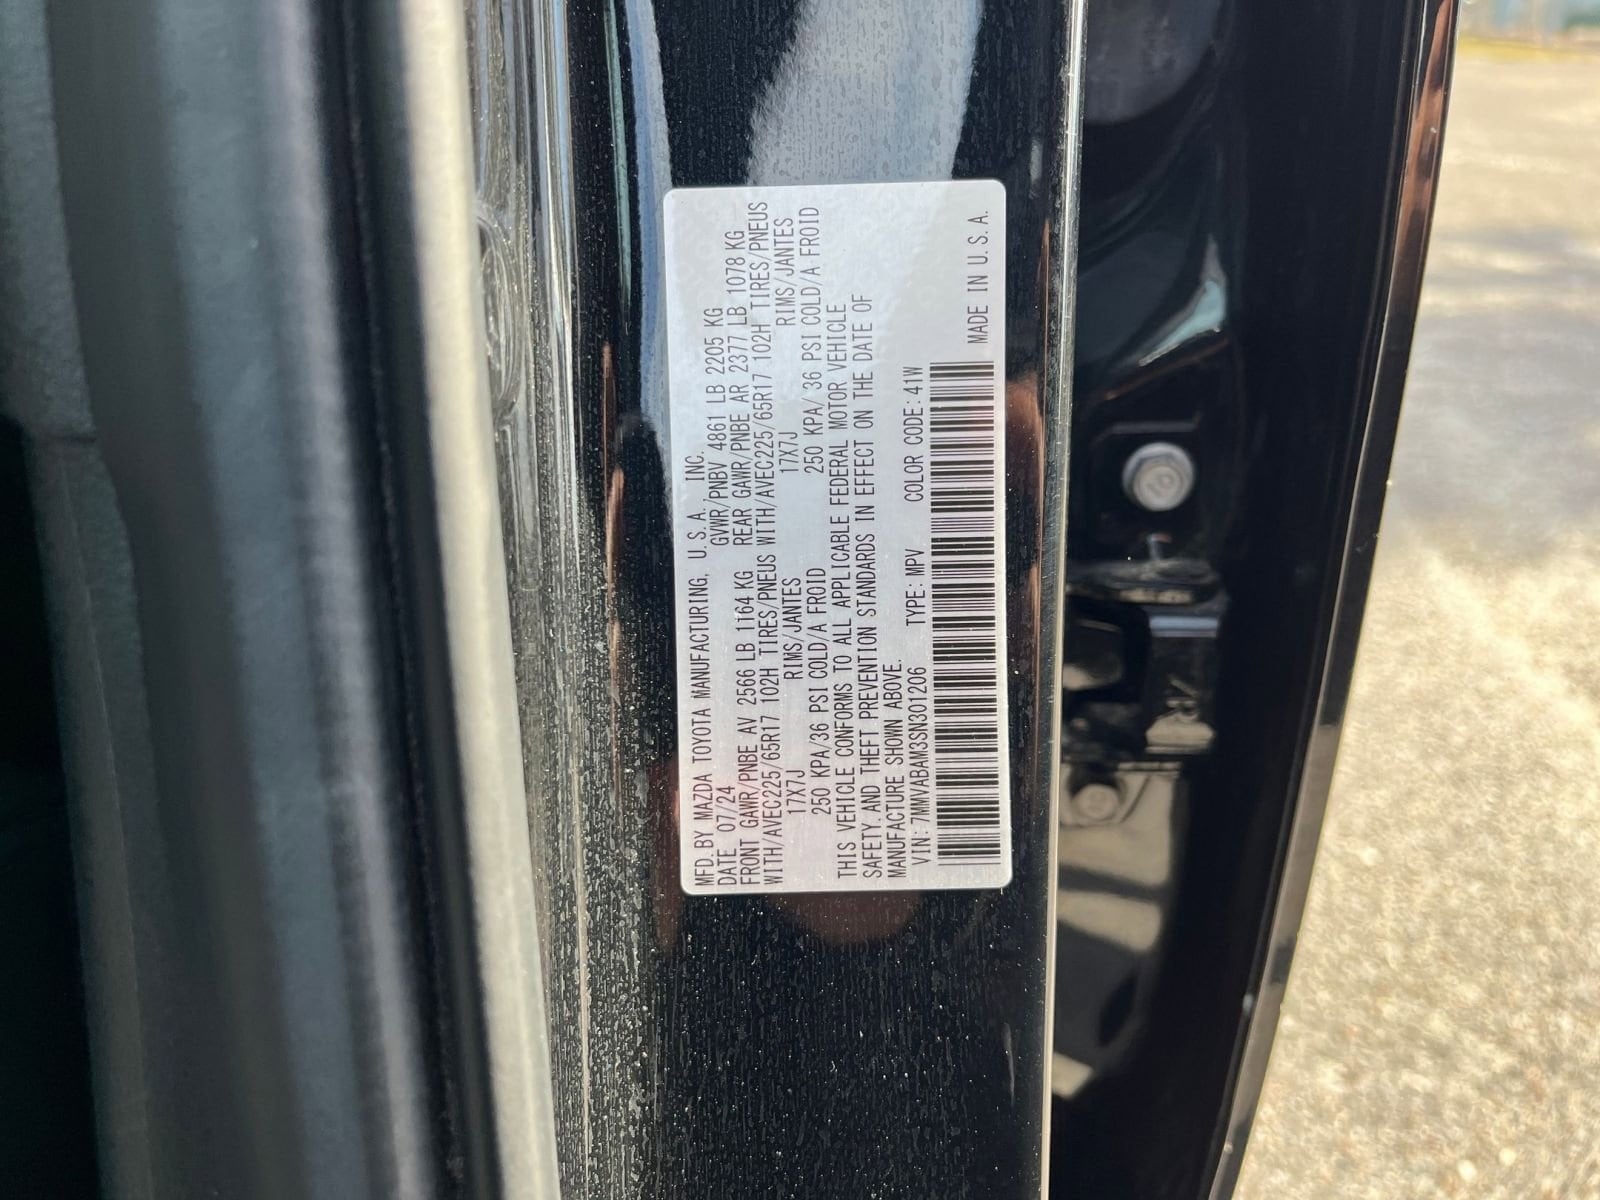 MFD. BY MAZDA TOYOTA MANUFACTURING, U.S.A. INC.
DATE 07/24 GVWR/PNBV 4861 LB 2205 KG
FRONT GAWR/PNBE AV 2566 LB 1164 KG REAR GAWR/PNBE AR 2377 LB 1078 KG
WITH/AVEC225/65R17 102H TIRES/PNEUS WITH/AVEC225/65R17 102H TIRES/PNEUS
17X7J RIMS/JANTES 17X7J RIMS/JANTES
250 KPA/36 PSI COLD/A FROID 250 KPA/ 36 PSI COLD/A FROID
THIS VEHICLE CONFORMS TO ALL APPLICABLE FEDERAL MOTOR VEHICLE
SAFETY, AND THEFT PREVENTION STANDARDS IN EFFECT ON THE DATE OF
MANUFACTURE SHOWN ABOVE.
VIN: 7MMVABAM3SN301206 TYPE: MPV COLOR CODE: 41W
MADE IN U.S.A.